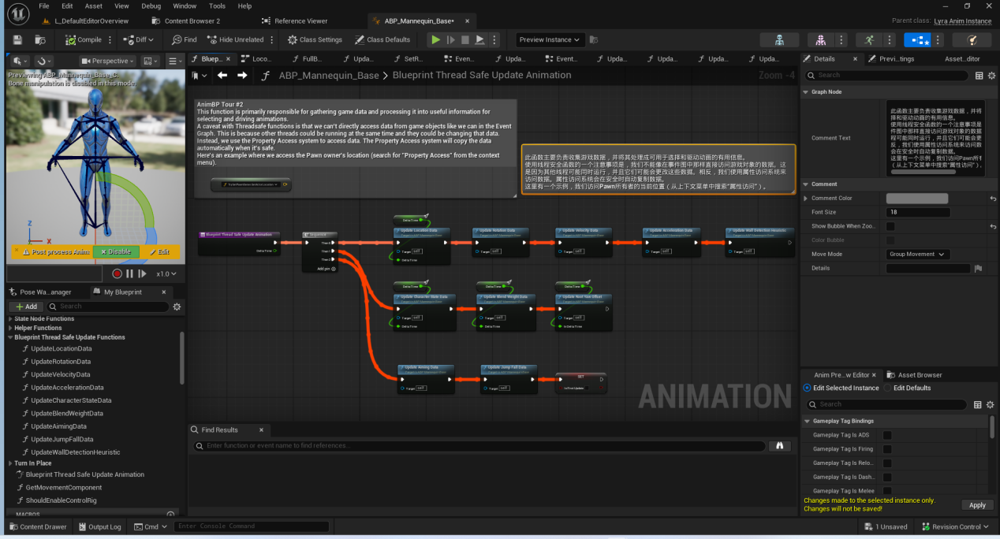 File Edit Asset View Debug Window Tools Help
L_DefaultEditorOverview
Content Browser 2
Reference Viewer
ABP_Mannequin_Base*
Parent class: Lyra Anim Instance
Compile
Diff
Find
Hide Unrelated
Class Settings
Class Defaults
Preview Instance
Perspective
Previewing ABP_Mannequin_Base_C.
Bone manipulation is disabled in this mode.
Z
X
Post process Anim:
Disable
Edit
x1.0
Pose Wa...anager
My Blueprint
Add
Search
State Node Functions
Helper Functions
Blueprint Thread Safe Update Functions
UpdateLocationData
UpdateRotationData
UpdateVelocityData
UpdateAccelerationData
UpdateCharacterStateData
UpdateBlendWeightData
UpdateAimingData
UpdateJumpFallData
UpdateWallDetectionHeuristic
Turn In Place
Blueprint Thread Safe Update Animation
GetMovementComponent
ShouldEnableControlRig
MACROS
Bluep... Loco... FullB... Upda... SetR... Even... Upda... Event... Upda... Upda... Upda... Upda...
ABP_Mannequin_Base > Blueprint Thread Safe Update Animation
Zoom -4
AnimBP Tour #2
This function is primarily responsible for gathering game data and processing it into useful information for
selecting and driving animations.
A caveat with Threadsafe functions is that we can't directly access data from game objects like we can in the Event
Graph. This is because other threads could be running at the same time and they could be changing that data.
Instead, we use the Property Access system to access data. The Property Access system will copy the data
automatically when it's safe.
Here's an example where we access the Pawn owner's location (search for "Property Access" from the context
menu).
此函数主要负责收集游戏数据，并将其处理成可用于选择和驱动动画的有用信息。
使用线程安全函数的一个注意事项是，我们不能像在事件图中那样直接访问游戏对象的数据。这
是因为其他线程可能同时运行，并且它们可能会更改这些数据。相反，我们使用属性访问系统来
访问数据。属性访问系统会在安全时自动复制数据。
这里有一个示例，我们访问Pawn所有者的当前位置（从上下文菜单中搜索"属性访问"）。
Blueprint Thread Safe Update Animation
Delta Time
Sequence
Then 0
Then 1
Then 2
Add pin
Delta Time
Update Location Data
Target self
Delta Time
Update Rotation Data
Target self
Update Velocity Data
Target self
Update Acceleration Data
Target self
Update Wall Detection Heuristic
Target self
Delta Time
Update Character State Data
Target self
Delta Time
Delta Time
Update Blend Weight Data
Target self
Delta Time
Delta Time
Update Root Yaw Offset
Target self
In Delta Time
Update Aiming Data
Target self
Update Jump Fall Data
Target self
SET
Is First Update
ANIMATION
Find Results
Enter function or event name to find references...
Details
Previ...tings
Asset...ditor
Search
Graph Node
Comment Text
此函数主要负责收集游戏数据，并将
择和驱动动画的有用信息。
使用线程安全函数的一个注意事项是
件图中那样直接访问游戏对象的数据
程可能同时运行，并且它们可能会更
反，我们使用属性访问系统来访问数
会在安全时自动复制数据。
这里有一个示例，我们访问Pawn所有
（从上下文菜单中搜索"属性访问"）。
Comment
Comment Color
Font Size
18
Show Bubble When Zoo...
Color Bubble
Move Mode
Group Movement
Details
Anim Pre...w Editor
Asset Browser
Edit Selected Instance
Edit Defaults
Search
Gameplay Tag Bindings
Gameplay Tag Is ADS
Gameplay Tag Is Firing
Gameplay Tag Is Relo...
Gameplay Tag Is Dash...
Gameplay Tag Is Melee
Changes made to the selected instance only.
Changes will not be saved!
Apply
Content Drawer
Output Log
Cmd
Enter Console Command
1 Unsaved
Revision Control